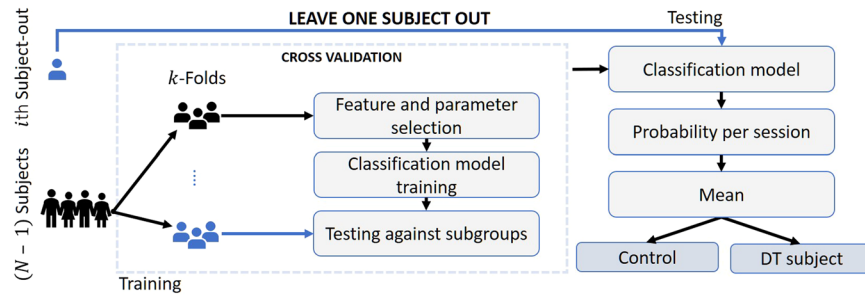 LEAVE ONE SUBJECT OUT
Testing
ith Subject-out
CROSS VALIDATION
k-Folds
Feature and parameter
selection
Classification model
training
Testing against subgroups
...
(N − 1) Subjects
Training
Classification model
Probability per session
Mean
Control
DT subject